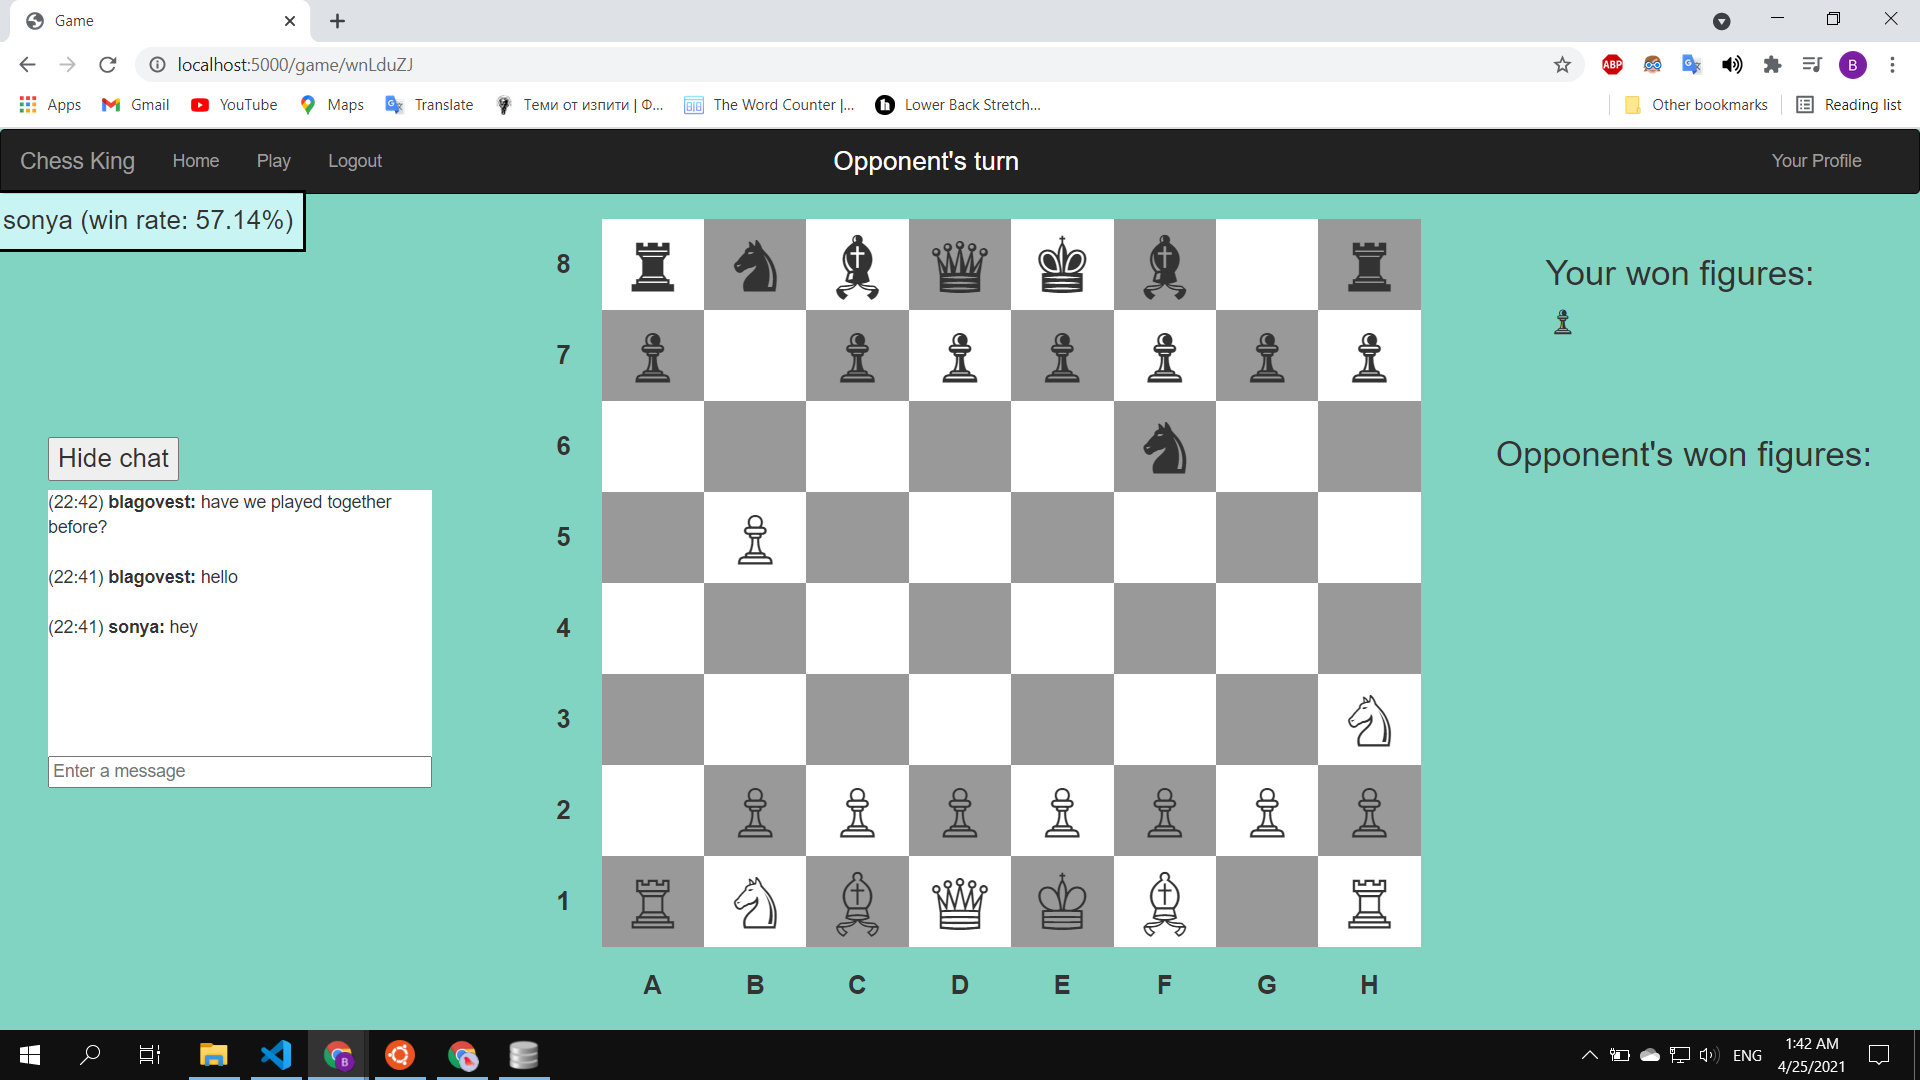 Game
localhost:5000/game/wnLduZJ
ABP
B
Apps
Gmail
YouTube
Maps
Translate
Теми от изпити | Ф...
The Word Counter |...
Lower Back Stretch...
Other bookmarks
Reading list
Chess King
Home
Play
Logout
Opponent's turn
Your Profile
sonya (win rate: 57.14%)
Hide chat
(22:42) blagovest: have we played together
before?
(22:41) blagovest: hello
(22:41) sonya: hey
Enter a message
8
7
6
5
4
3
2
1
A B C D E F G H
Your won figures:
Opponent's won figures:
B
ENG
1:42 AM
4/25/2021